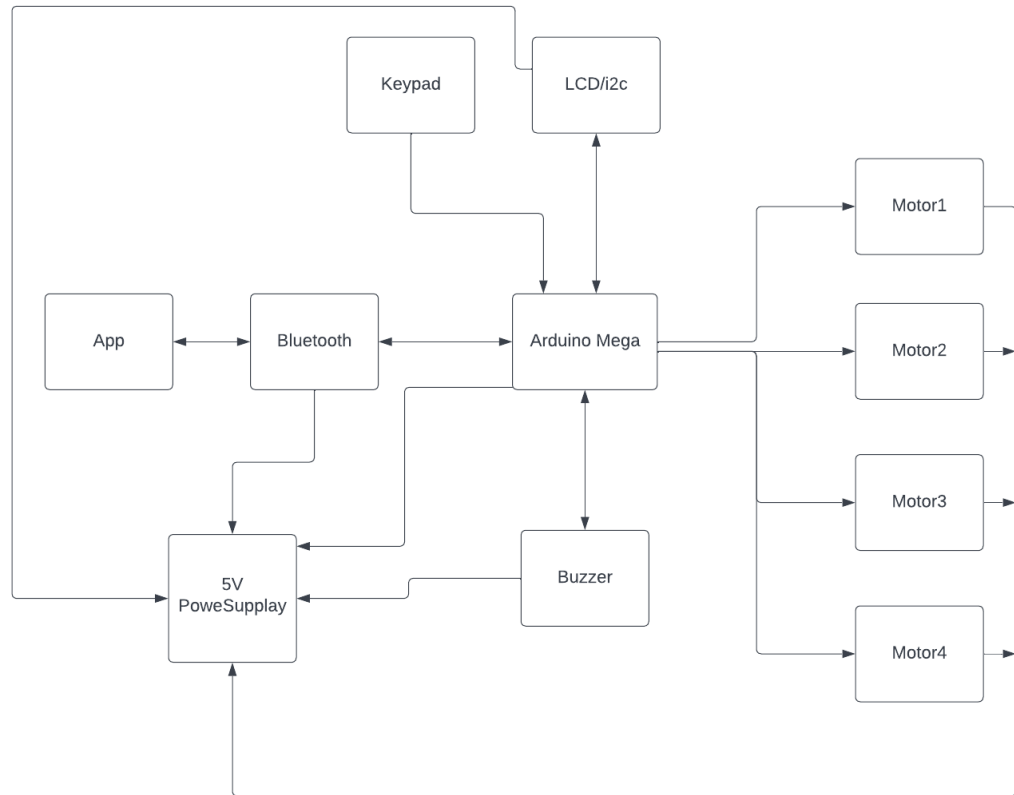 Keypad
LCD/i2c
Motor1
App
Bluetooth
Arduino Mega
Motor2
Motor3
5V
PoweSupplay
Buzzer
Motor4